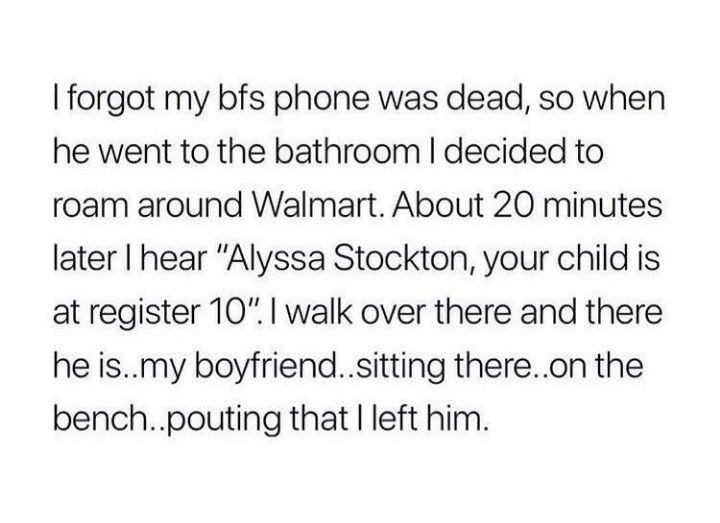 I forgot my bfs phone was dead, so when
he went to the bathroom I decided to
roam around Walmart. About 20 minutes
later I hear "Alyssa Stockton, your child is
at register 10". I walk over there and there
he is..my boyfriend..sitting there..on the
bench..pouting that I left him.